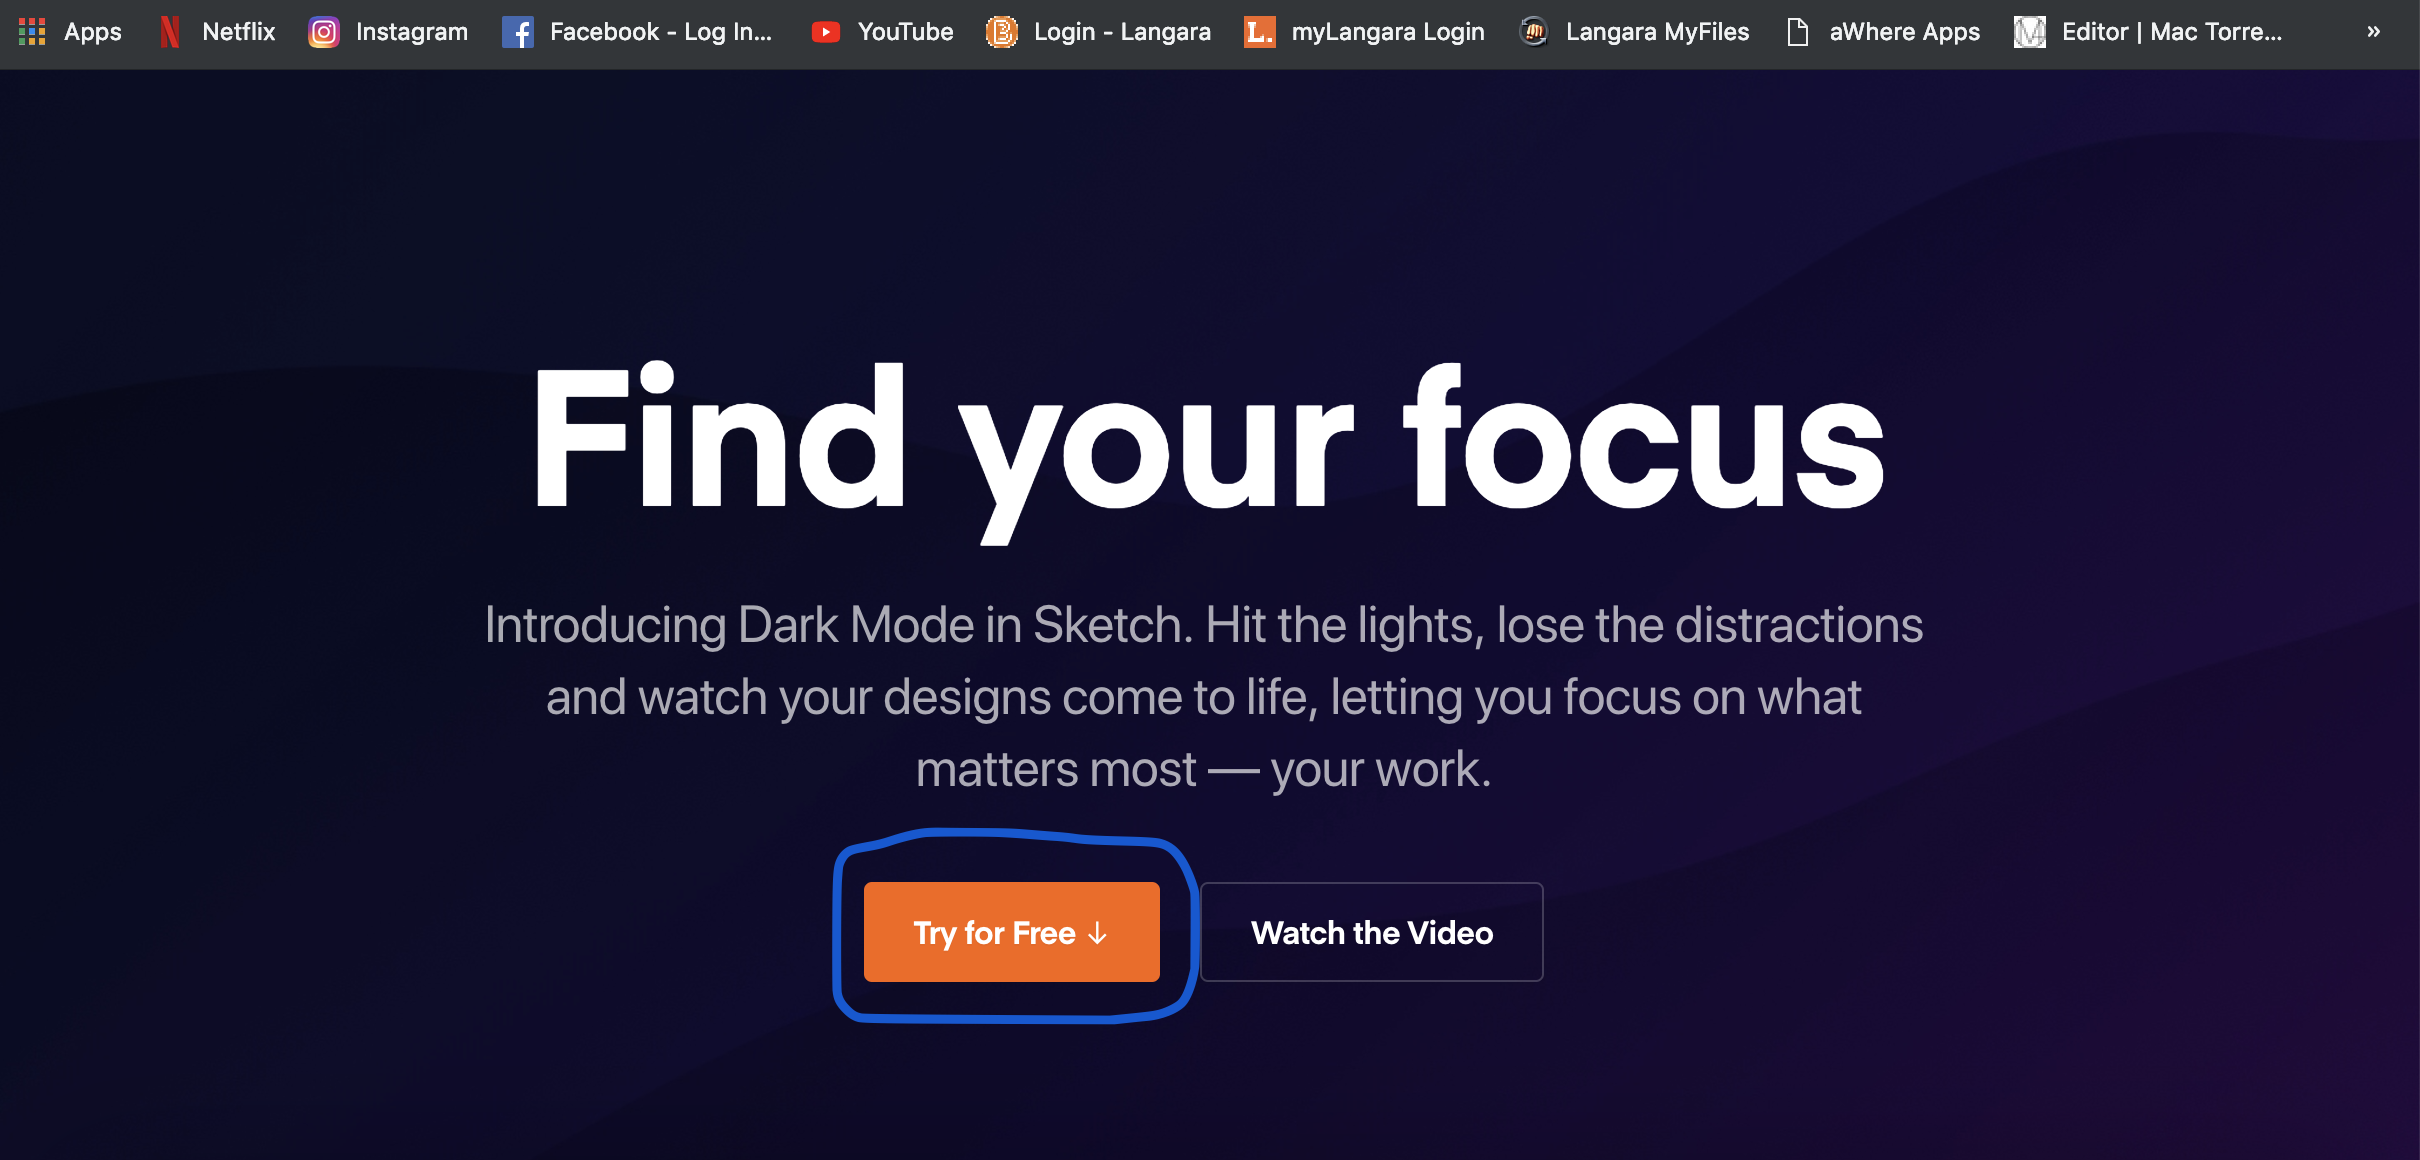 Apps Netflix Instagram Facebook - Log In... YouTube Login - Langara myLangara Login Langara MyFiles aWhere Apps Editor | Mac Torre... »
Find your focus
Introducing Dark Mode in Sketch. Hit the lights, lose the distractions
and watch your designs come to life, letting you focus on what
matters most — your work.
Try for Free ↓ Watch the Video